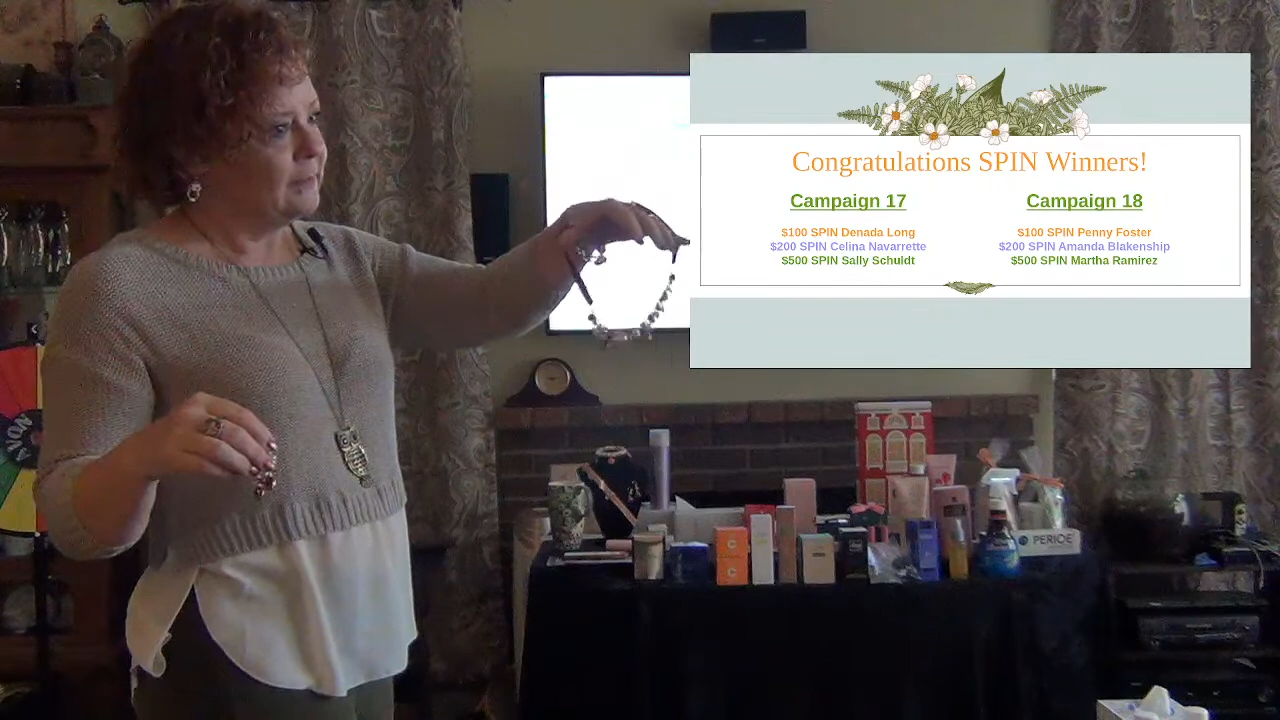 Congratulations SPIN Winners!
Campaign 17
$100 SPIN Denada Long
$200 SPIN Celina Navarrette
$500 SPIN Sally Schuldt
Campaign 18
$100 SPIN Penny Foster
$200 SPIN Amanda Blakenship
$500 SPIN Martha Ramirez
PERIOE